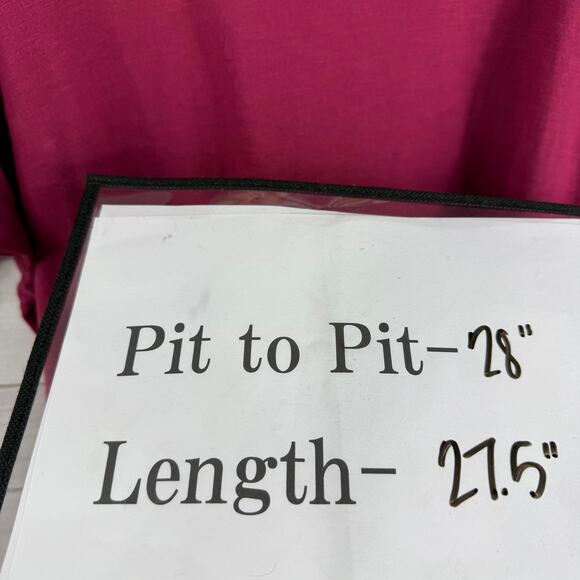 Pit to Pit- 28"
Length- 27.5"